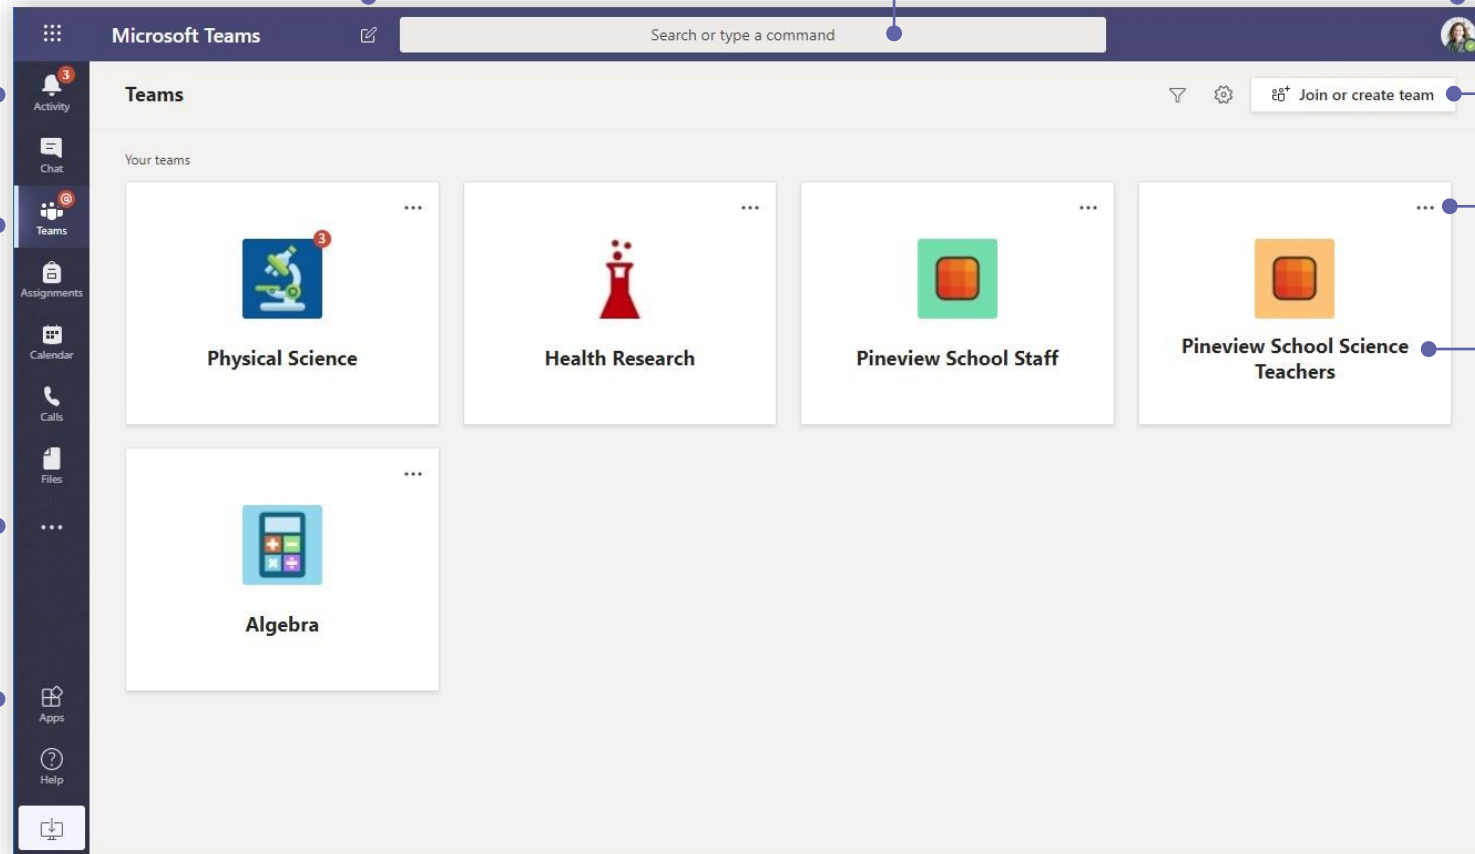 Microsoft Teams
Search or type a command
3
Activity
Chat
@
Teams
Assignments
Calendar
Calls
Files
Apps
Help
Teams
Join or create team
Your teams
3
Physical Science
Health Research
Pineview School Staff
Pineview School Science
Teachers
Algebra